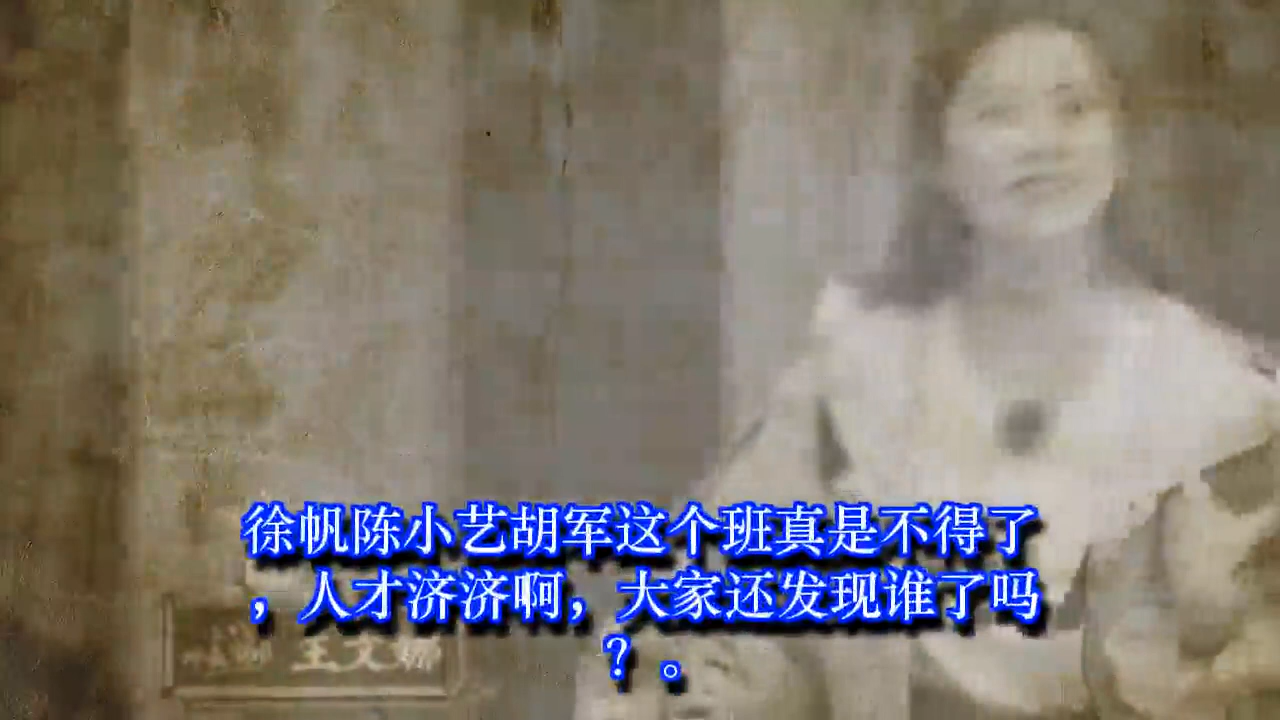 徐帆陈小艺胡军这个班真是不得了
，人才济济啊，大家还发现谁了吗
？。
王文娜